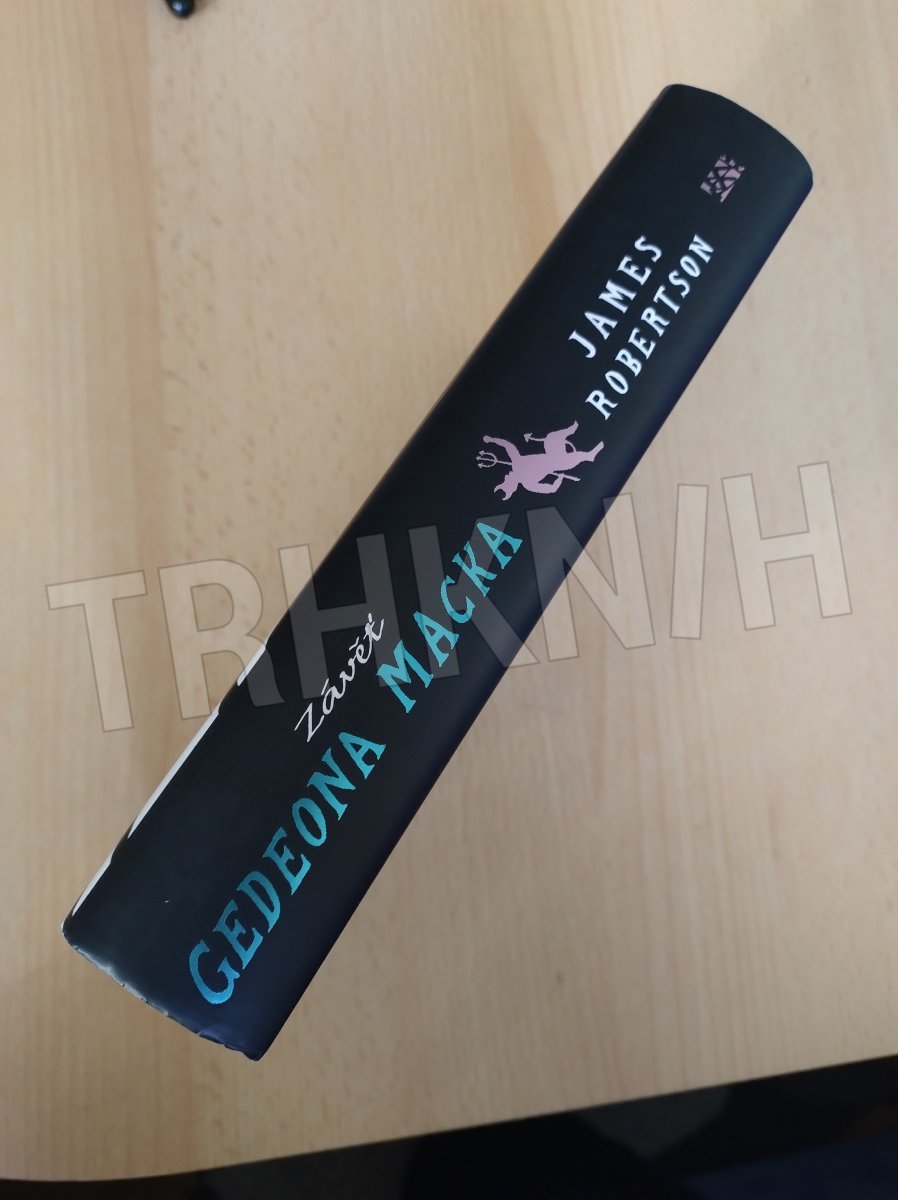 Závěť
GEDEONA MACKA
JAMES
ROBERTSON
TRHKNIH